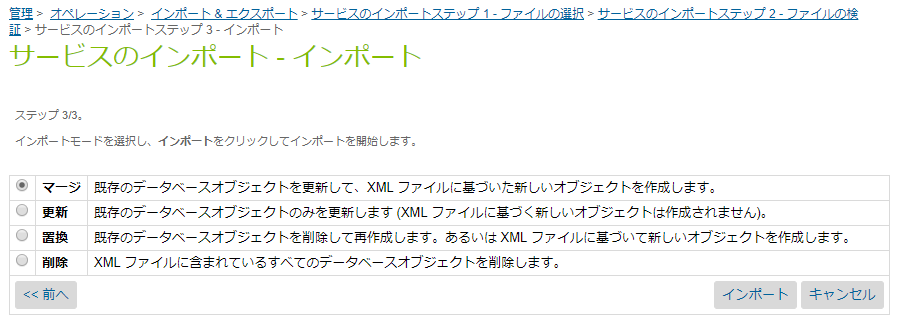 管理 > オペレーション > インポート & エクスポート > サービスのインポートステップ 1 - ファイルの選択 > サービスのインポートステップ 2 - ファイルの検
証 > サービスのインポートステップ 3 - インポート
サービスのインポート - インポート
ステップ 3/3。
インポートモードを選択し、インポートをクリックしてインポートを開始します。
マージ 既存のデータベースオブジェクトを更新して、XML ファイルに基づいた新しいオブジェクトを作成します。
更新 既存のデータベースオブジェクトのみを更新します (XML ファイルに基づく新しいオブジェクトは作成されません)。
置換 既存のデータベースオブジェクトを削除して再作成します。あるいは XML ファイルに基づいて新しいオブジェクトを作成します。
削除 XML ファイルに含まれているすべてのデータベースオブジェクトを削除します。
<< 前へ インポート キャンセル